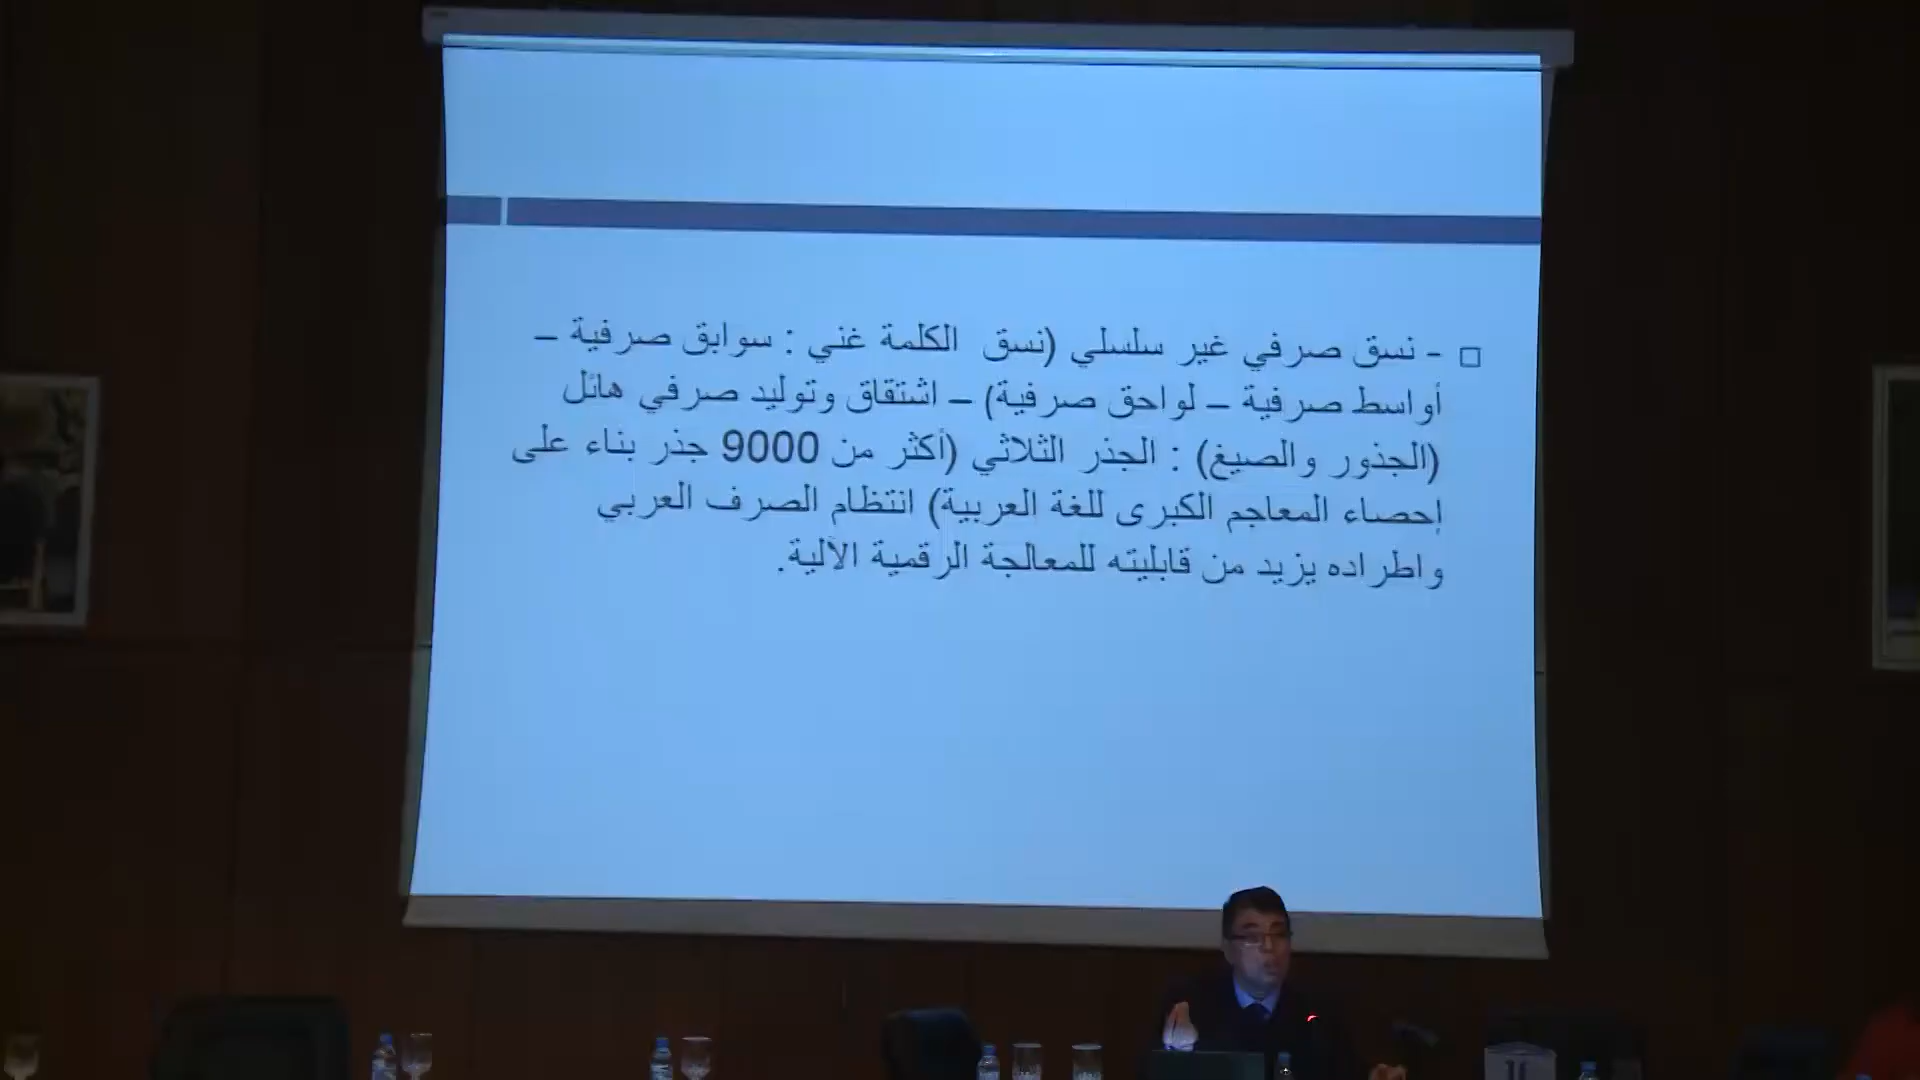 - نسق صرفي غير سلسلي (نسق الكلمة غني : سوابق صرفية –
أواسط صرفية – لواحق صرفية) – اشتقاق وتوليد صرفي هائل
(الجذور والصيغ) : الجذر الثلاثي (أكثر من 9000 جذر بناء على
إحصاء المعاجم الكبرى للغة العربية) انتظام الصرف العربي
واطراده يزيد من قابليته للمعالجة الرقمية الآلية.